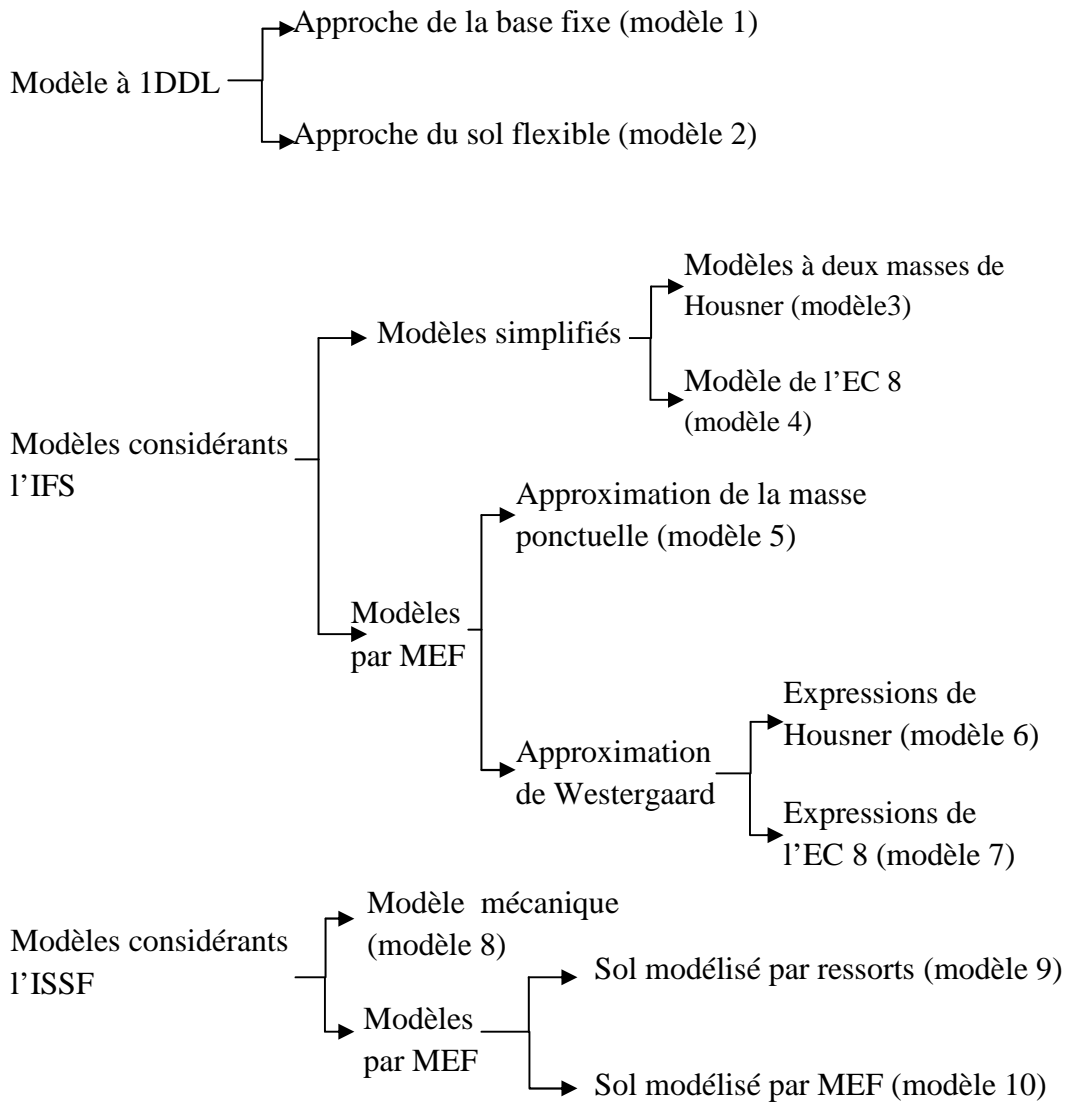 Approche de la base fixe (modèle 1)
Modèle à 1DDL
Approche du sol flexible (modèle 2)
Modèles à deux masses de
Housner (modèle3)
Modèles simplifiés
Modèle de l’EC 8
(modèle 4)
Modèles considérants
l’IFS
Approximation de la masse
ponctuelle (modèle 5)
Modèles
par MEF
Expressions de
Housner (modèle 6)
Approximation
de Westergaard
Expressions de
l’EC 8 (modèle 7)
Modèle mécanique
(modèle 8)
Modèles considérants
l’ISSF
Sol modélisé par ressorts (modèle 9)
Modèles
par MEF
Sol modélisé par MEF (modèle 10)